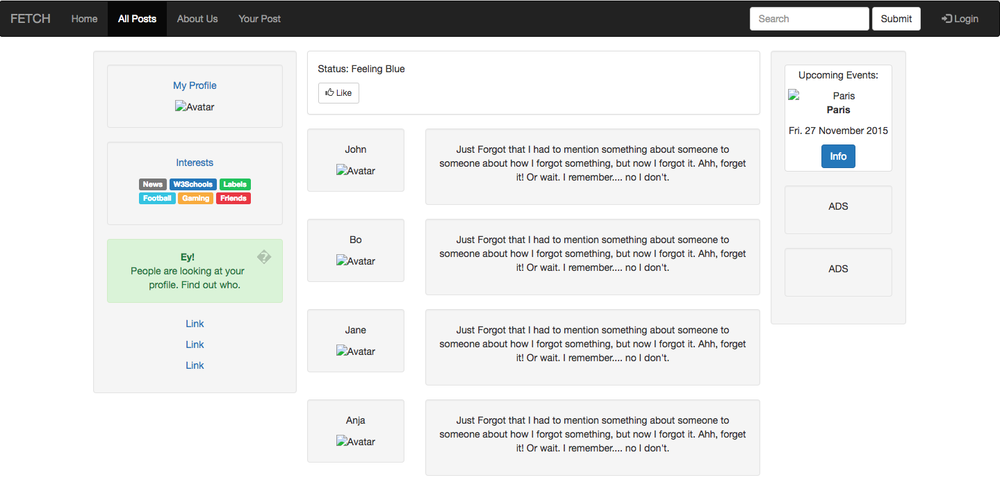 FETCH Home All Posts About Us Your Post Search Submit Login
My Profile
Avatar
Interests
News W3Schools Labels
Football Gaming Friends
Ey! �
People are looking at your
profile. Find out who.
Link
Link
Link
Status: Feeling Blue
Like
John
Avatar
Just Forgot that I had to mention something about someone to
someone about how I forgot something, but now I forgot it. Ahh, forget
it! Or wait. I remember.... no I don't.
Bo
Avatar
Just Forgot that I had to mention something about someone to
someone about how I forgot something, but now I forgot it. Ahh, forget
it! Or wait. I remember.... no I don't.
Jane
Avatar
Just Forgot that I had to mention something about someone to
someone about how I forgot something, but now I forgot it. Ahh, forget
it! Or wait. I remember.... no I don't.
Anja
Avatar
Just Forgot that I had to mention something about someone to
someone about how I forgot something, but now I forgot it. Ahh, forget
it! Or wait. I remember.... no I don't.
Upcoming Events:
Paris
Paris
Fri. 27 November 2015
Info
ADS
ADS